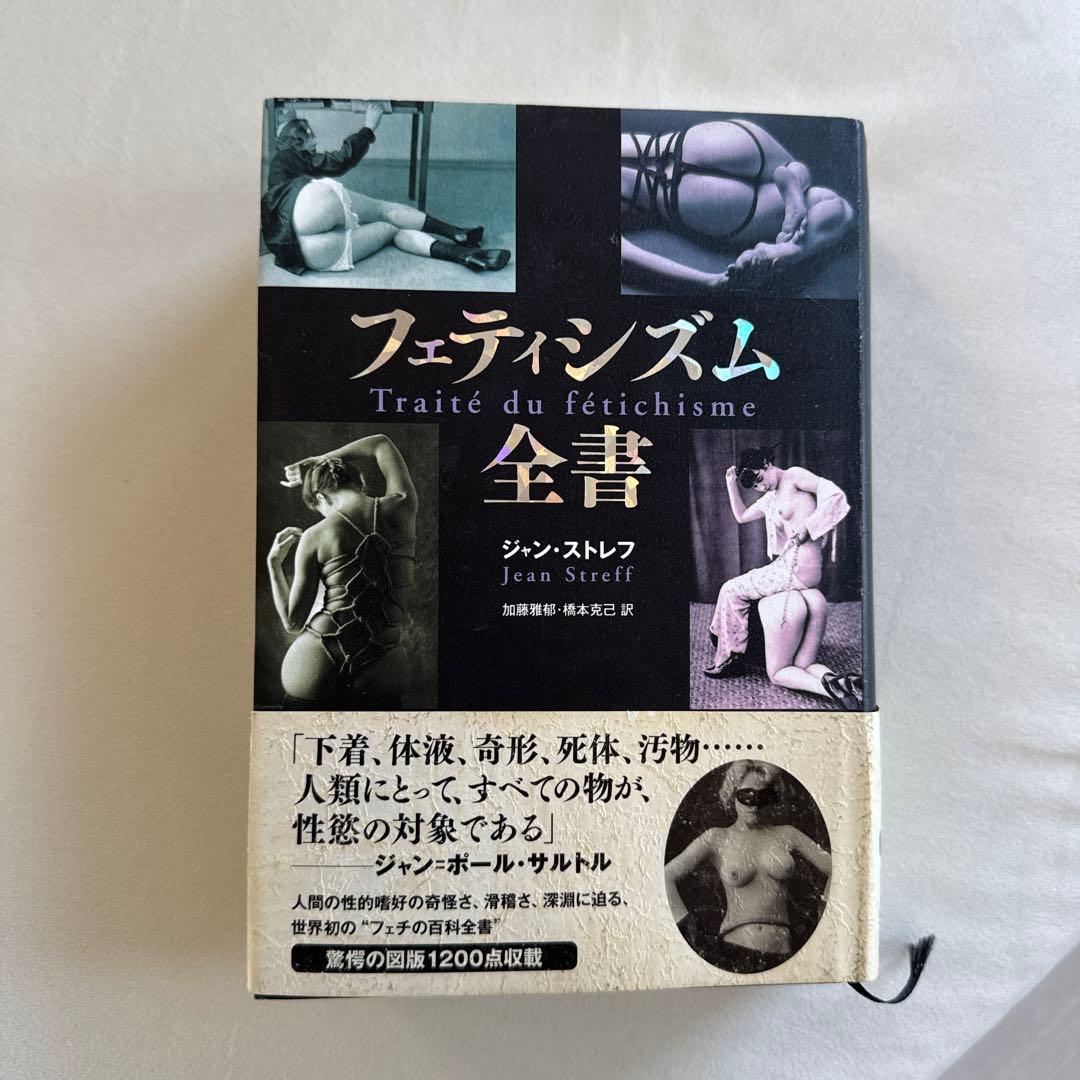 フェティシズム
Traité du fétichisme
全書
ジャン・ストレフ
Jean Streff
加藤雅郁・橋本克己 訳
「下着、体液、奇形、死体、汚物……
人類にとって、すべての物が、
性慾の対象である」
――ジャン=ポール・サルトル
人間の性的嗜好の奇怪さ、滑稽さ、深淵に迫る、
世界初の“フェチの百科全書”
驚愕の図版1200点収載